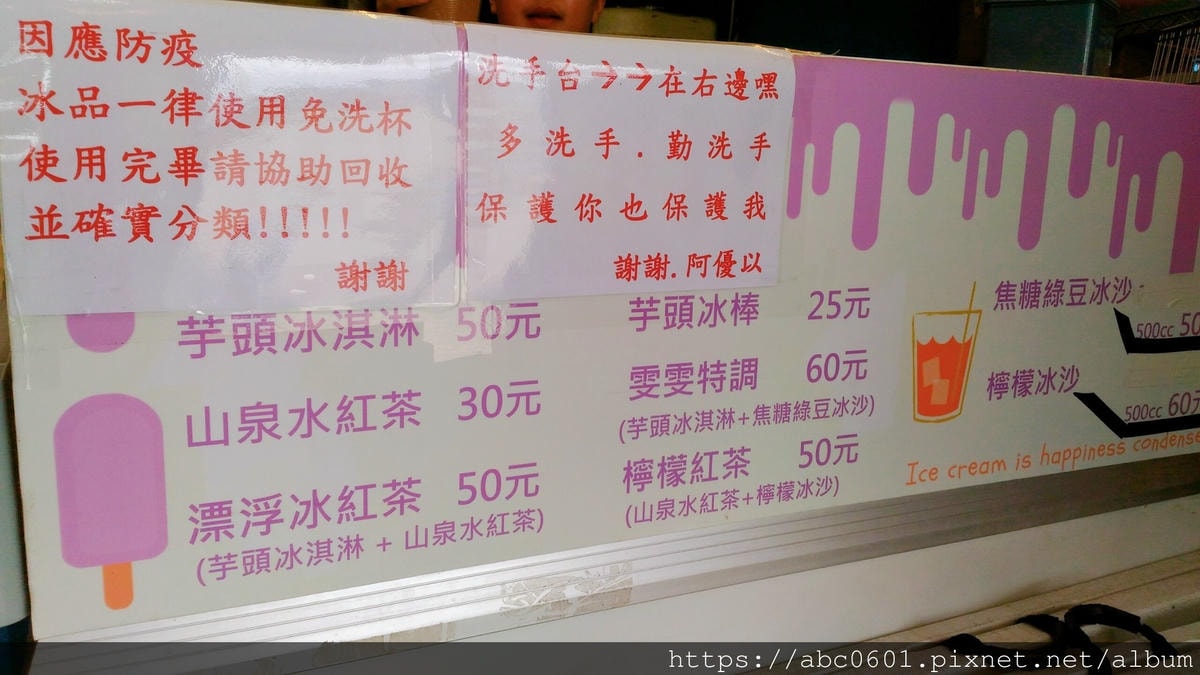 因應防疫
冰品一律使用免洗杯
使用完畢請協助回收
並確實分類!!!!!
謝謝
洗手台→→在右邊嘿
多洗手.勤洗手
保護你也保護我
謝謝.阿優以
芋頭冰淇淋 50元
山泉水紅茶 30元
漂浮冰紅茶 50元
(芋頭冰淇淋 + 山泉水紅茶)
芋頭冰棒 25元
雯雯特調 60元
(芋頭冰淇淋+焦糖綠豆冰沙)
檸檬紅茶 50元
(山泉水紅茶+檸檬冰沙)
焦糖綠豆冰沙
500cc 50
檸檬冰沙
500cc 60元
Ice cream is happiness condense
https://abc0601.pixnet.net/album